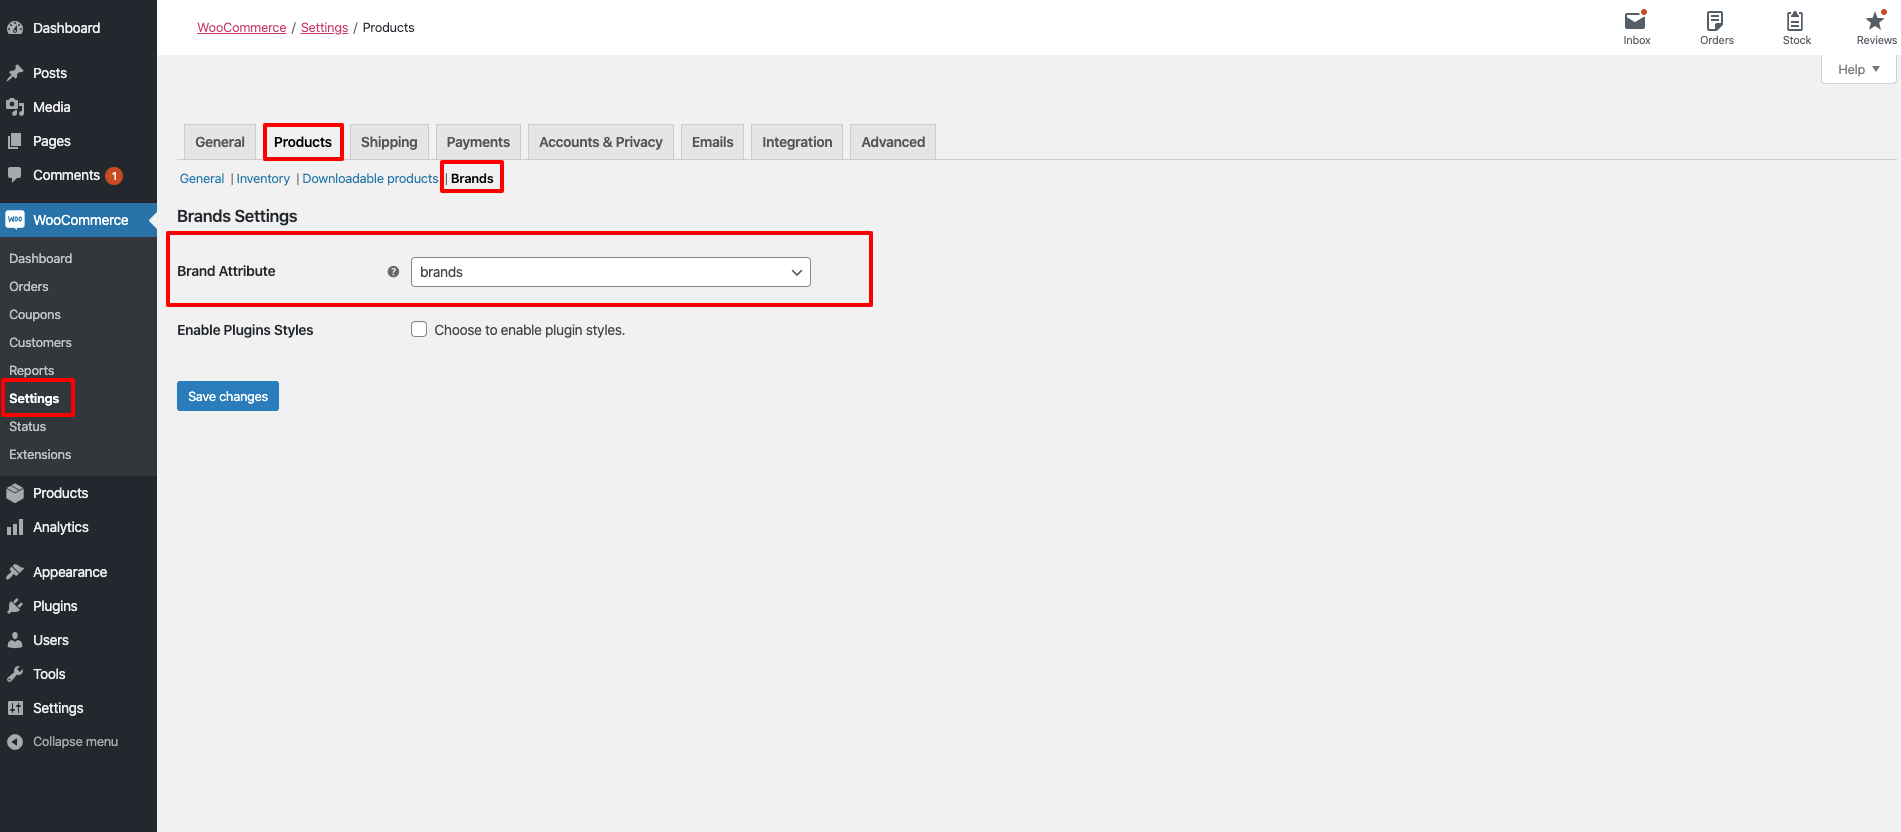 WooCommerce / Settings / Products
Inbox
Orders
Stock
Reviews
Help
Dashboard
Posts
Media
Pages
Comments 1
woo WooCommerce
Dashboard
Orders
Coupons
Customers
Reports
Settings
Status
Extensions
Products
Analytics
Appearance
Plugins
Users
Tools
Settings
Collapse menu
General Products Shipping Payments Accounts & Privacy Emails Integration Advanced
General | Inventory | Downloadable products | Brands
Brands Settings
Brand Attribute ? brands
Enable Plugins Styles Choose to enable plugin styles.
Save changes